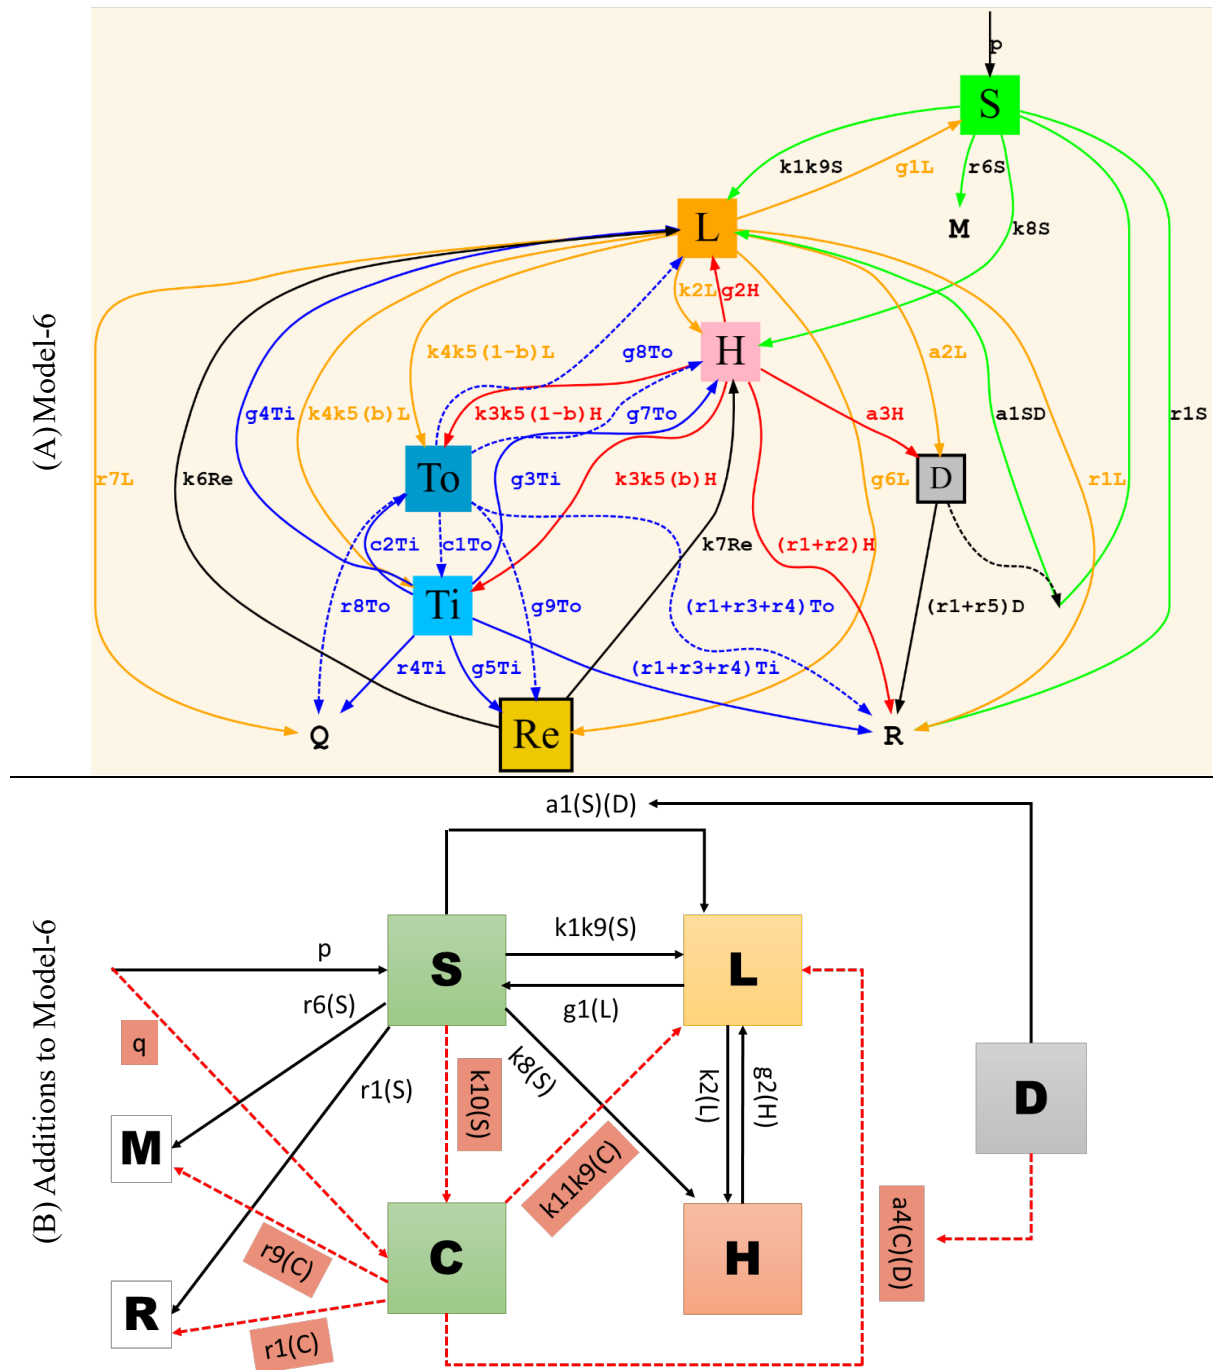 (A)Model-6
p
S
k1k9S
g1L
r6S
M
k8S
L
k2L
g2H
H
k4k5(1-b)L
g8To
a2L
g4Ti
k4k5(b)L
k3k5(1-b)H
g7To
a3H
a1SD
r1S
r7L
k6Re
To
g3Ti
k3k5(b)H
g6L
D
r1L
c2Ti
c1To
k7Re
(r1+r2)H
Ti
r8To
g9To
(r1+r3+r4)To
(r1+r5)D
r4Ti
g5Ti
(r1+r3+r4)Ti
Q
Re
R
(B) Additions to Model-6
a1(S)(D)
p
S
k1k9(S)
L
r6(S)
g1(L)
q
r1(S)
k10(S)
k8(S)
k2(L)
g2(H)
D
M
k11k9(C)
a4(C)(D)
r9(C)
C
H
R
r1(C)